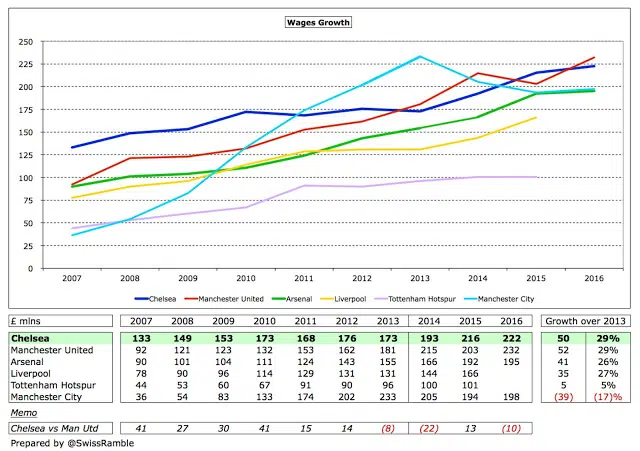 Wages Growth
250
225
200
175
150
125
100
75
50
25
0
2007 2008 2009 2010 2011 2012 2013 2014 2015 2016
Chelsea Manchester United Arsenal Liverpool Tottenham Hotspur Manchester City
£ mlns 2007 2008 2009 2010 2011 2012 2013 2014 2015 2016 Growth over 2013
Chelsea 133 149 153 173 168 176 173 193 216 222 50 29%
Manchester United 92 121 123 132 153 162 181 215 203 232 52 29%
Arsenal 90 101 104 111 124 143 155 166 192 195 41 26%
Liverpool 78 90 96 114 129 131 131 144 166 35 27%
Tottenham Hotspur 44 53 60 67 91 90 96 100 101 5 5%
Manchester City 36 54 83 133 174 202 233 205 194 198 (39) (17)%
Memo
Chelsea vs Man Utd 41 27 30 41 15 14 (8) (22) 13 (10)
Prepared by @SwissRamble